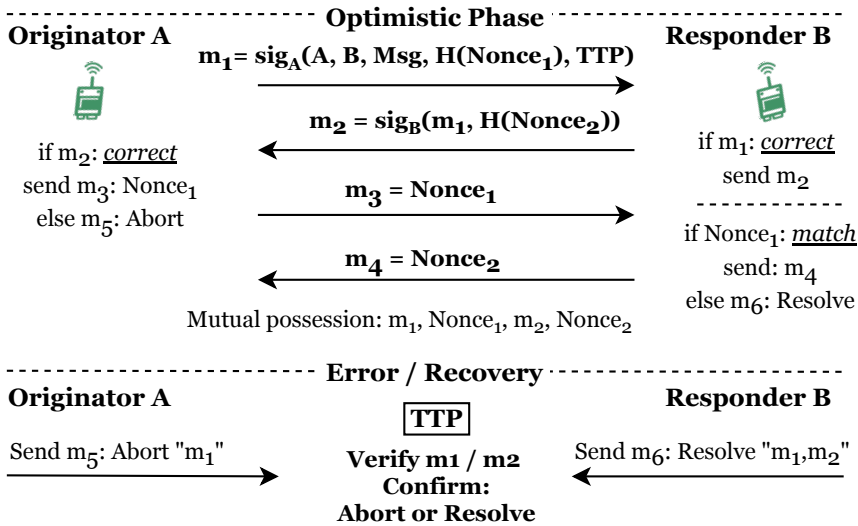 Optimistic Phase
Originator A
Responder B
m1= sigA(A, B, Msg, H(Nonce1), TTP)
m2 = sigB(m1, H(Nonce2))
if m2: correct
send m3: Nonce1
else m5: Abort
if m1: correct
send m2
m3 = Nonce1
if Nonce1: match
send: m4
else m6: Resolve
m4 = Nonce2
Mutual possession: m1, Nonce1, m2, Nonce2
Error / Recovery
Originator A
Responder B
TTP
Send m5: Abort "m1"
Send m6: Resolve "m1,m2"
Verify m1 / m2
Confirm:
Abort or Resolve